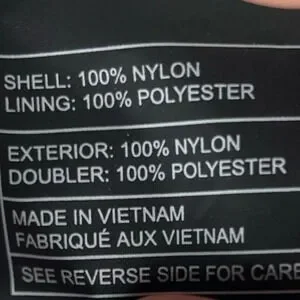 SHELL: 100% NYLON
LINING: 100% POLYESTER
EXTERIOR: 100% NYLON
DOUBLER: 100% POLYESTER
MADE IN VIETNAM
FABRIQUÉ AUX VIETNAM
SEE REVERSE SIDE FOR CARE